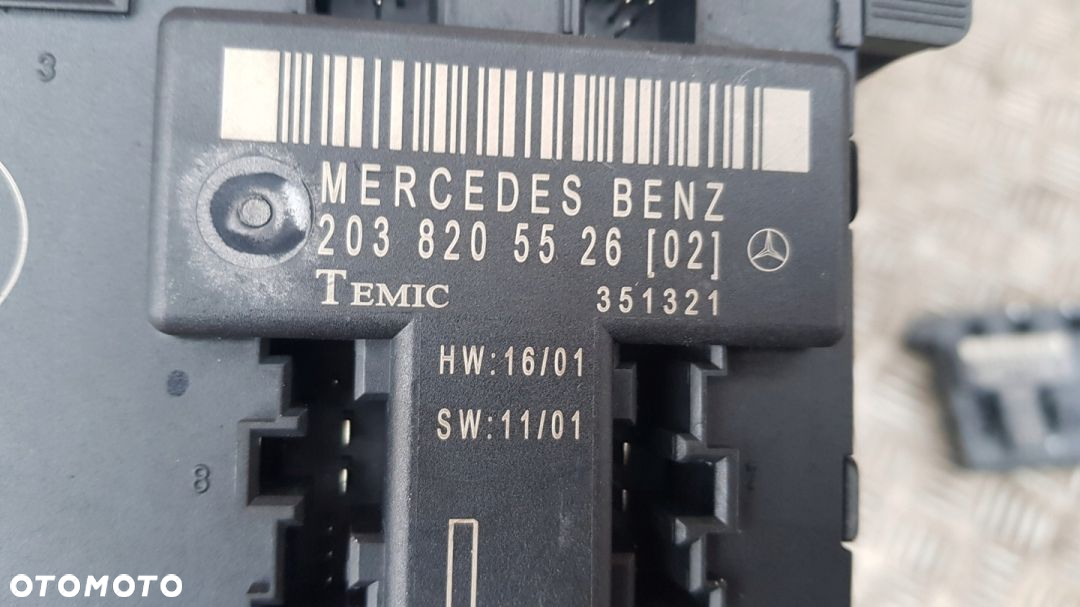 3
MERCEDES BENZ
203 820 55 26 [02]
TEMIC 351321
HW:16/01
SW:11/01
8
OTOMOTO